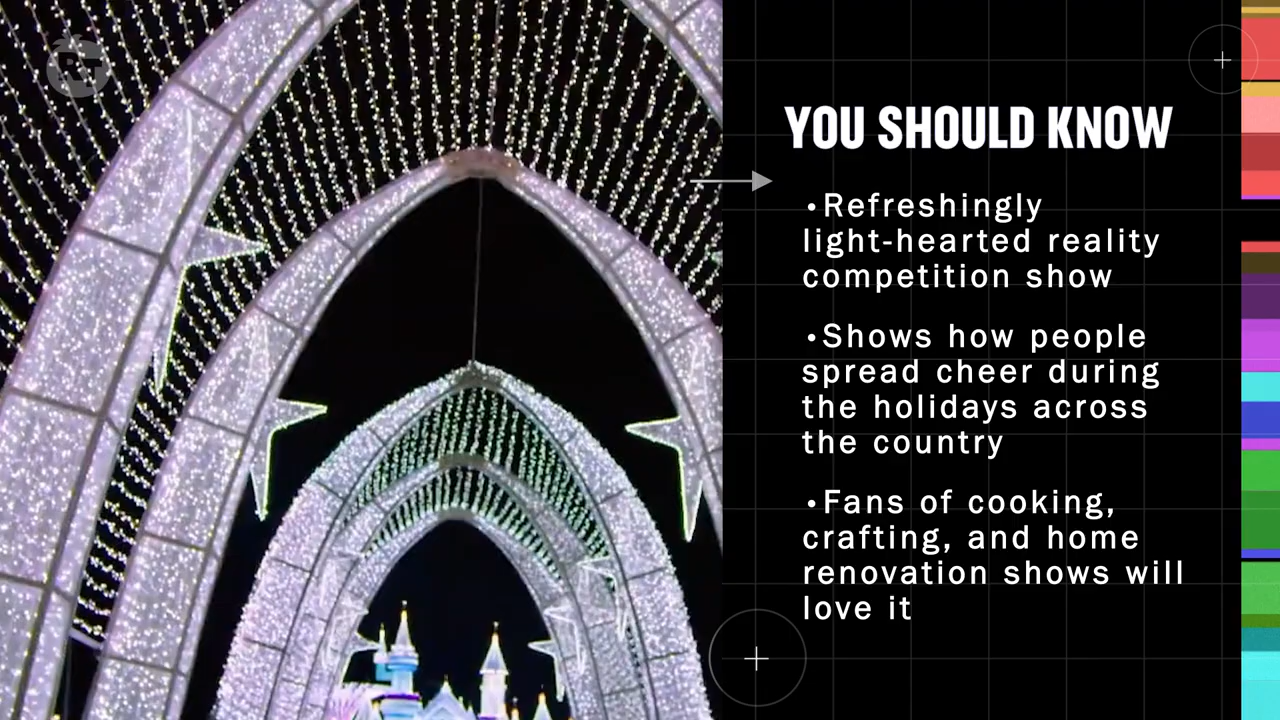 RT
YOU SHOULD KNOW
•Refreshingly
light-hearted reality
competition show
•Shows how people
spread cheer during
the holidays across
the country
•Fans of cooking,
crafting, and home
renovation shows will
love it